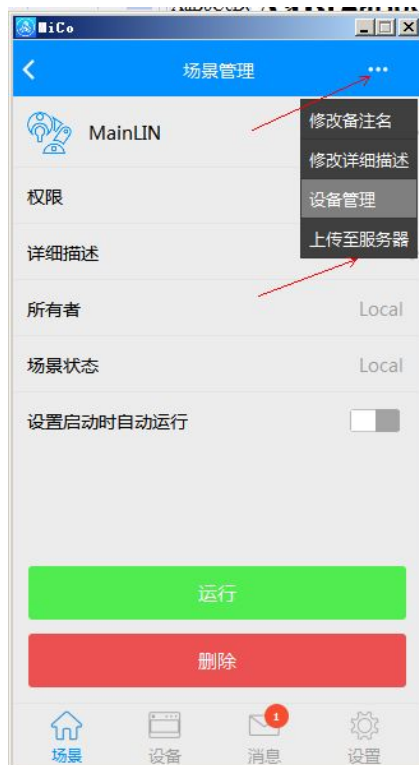 MiCo
场景管理
MainLIN
修改备注名
修改详细描述
设备管理
上传至服务器
权限
详细描述
所有者 Local
场景状态 Local
设置启动时自动运行
运行
删除
1
场景 设备 消息 设置